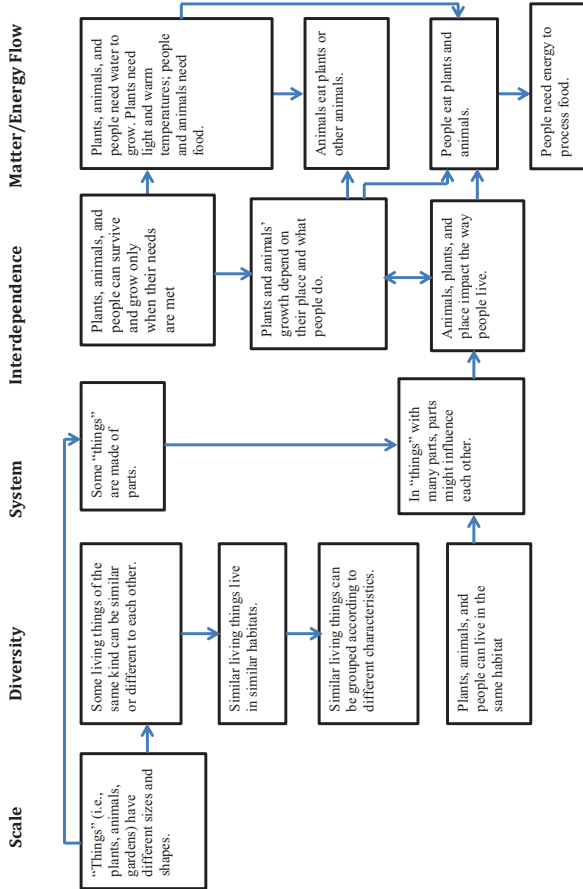 Scale
Diversity
System
Interdependence
Matter/Energy Flow
“Things” (i.e.,
plants, animals,
gardens) have
different sizes and
shapes.
Some living things of the
same kind can be similar
or different to each other.
Similar living things live
in similar habitats.
Similar living things can
be grouped according to
different characteristics.
Plants, animals, and
people can live in the
same habitat
Some “things”
are made of
parts.
In “things” with
many parts, parts
might influence
each other.
Plants, animals, and
people can survive
and grow only
when their needs
are met
Plants and animals’
growth depend on
their place and what
people do.
Animals, plants, and
place impact the way
people live.
Plants, animals, and
people need water to
grow. Plants need
light and warm
temperatures; people
and animals need
food.
Animals eat plants or
other animals.
People eat plants and
animals.
People need energy to
process food.